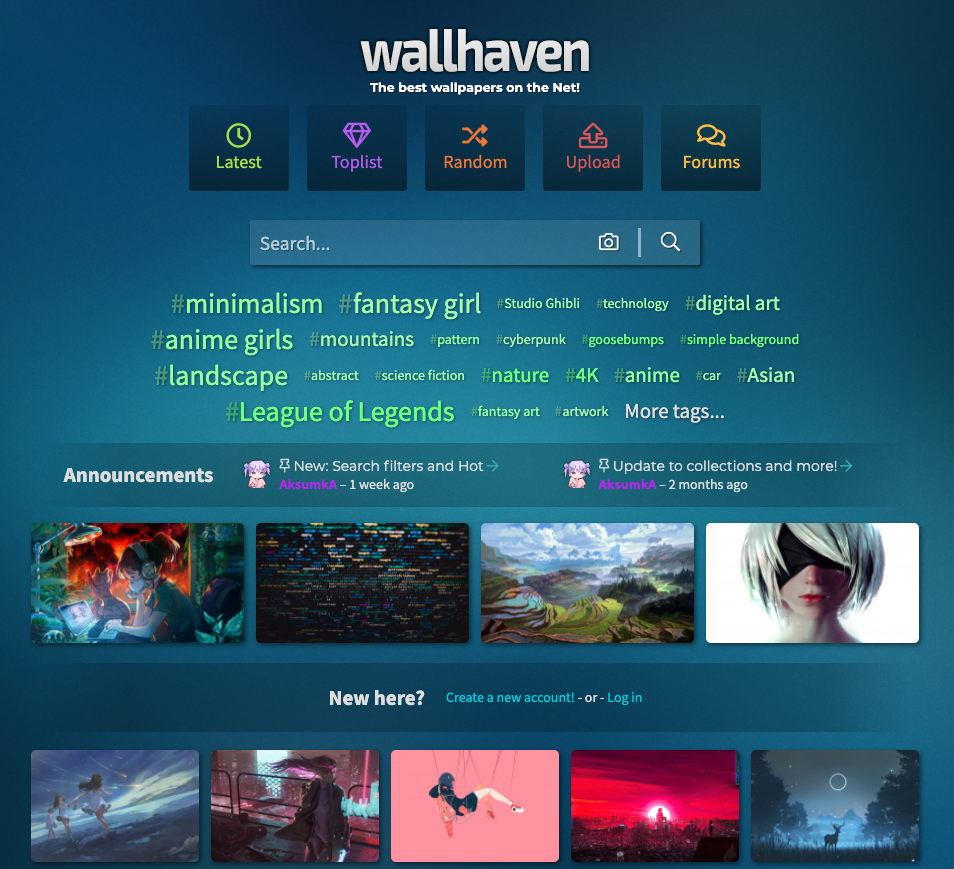 wallhaven
The best wallpapers on the Net!
Latest Toplist Random Upload Forums
Search...
#minimalism #fantasy girl #Studio Ghibli #technology #digital art
#anime girls #mountains #pattern #cyberpunk #goosebumps #simple background
#landscape #abstract #science fiction #nature #4K #anime #car #Asian
#League of Legends #fantasy art #artwork More tags...
Announcements
New: Search filters and Hot
AksumkA – 1 week ago
Update to collections and more!
AksumkA – 2 months ago
New here? Create a new account! - or - Log in